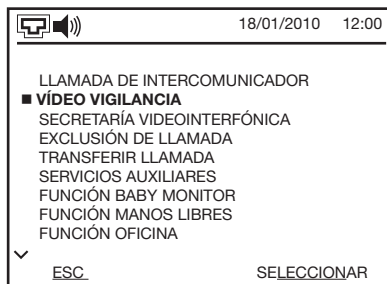 18/01/2010 12:00
LLAMADA DE INTERCOMUNICADOR
VÍDEO VIGILANCIA
SECRETARÍA VIDEOINTERFÓNICA
EXCLUSIÓN DE LLAMADA
TRANSFERIR LLAMADA
SERVICIOS AUXILIARES
FUNCIÓN BABY MONITOR
FUNCIÓN MANOS LIBRES
FUNCIÓN OFICINA
ESC SELECCIONAR